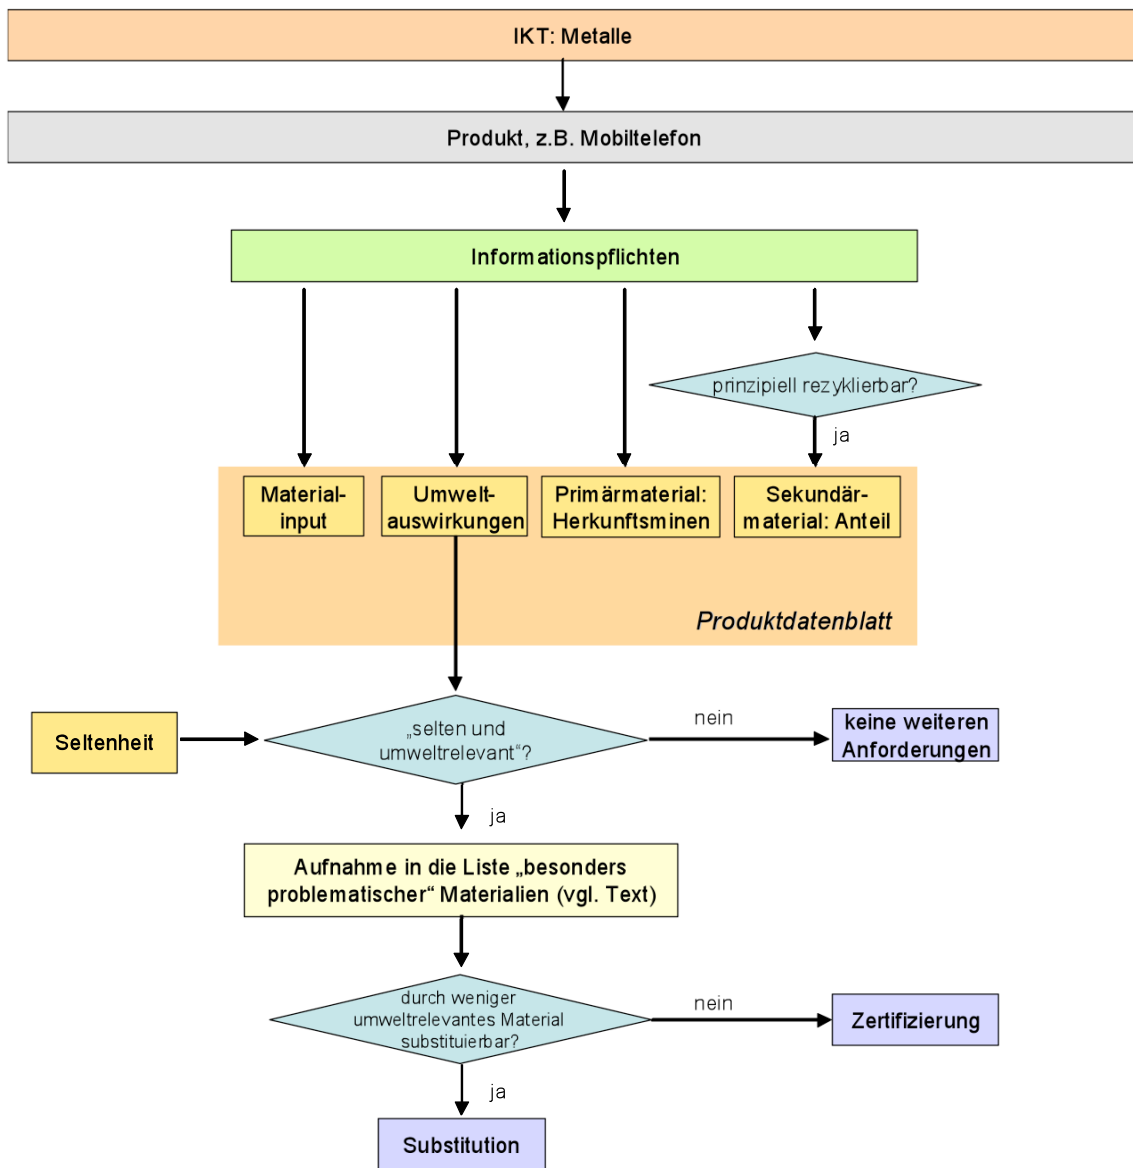 IKT: Metalle
Produkt, z.B. Mobiltelefon
Informationspflichten
prinzipiell rezyklierbar?
ja
Material-
input
Umwelt-
auswirkungen
Primärmaterial:
Herkunftsminen
Sekundär-
material: Anteil
Produktdatenblatt
Seltenheit
„selten und
umweltrelevant“?
nein
keine weiteren
Anforderungen
ja
Aufnahme in die Liste „besonders
problematischer“ Materialien (vgl. Text)
durch weniger
umweltrelevantes Material
substituierbar?
nein
Zertifizierung
ja
Substitution